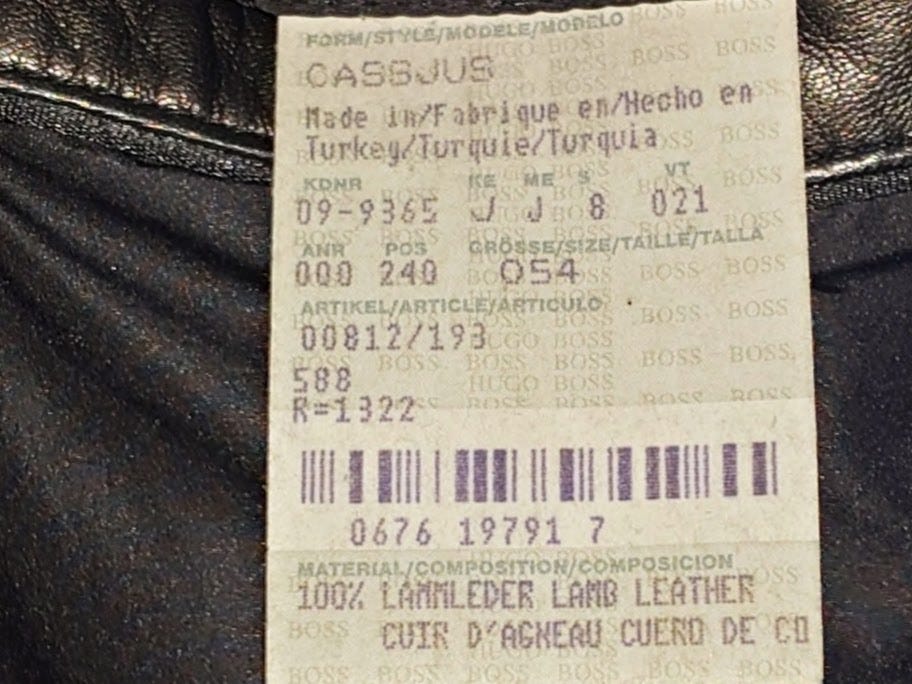 FORM/STYLE/MODELE/MODELO
CASSJUS
Made in/Fabrique en/Hecho en
Turkey/Turquie/Turquia
KDNR KE ME S VT
09-9365 J J 8 021
ANR POS GRÖSSE/SIZE/TAILLE/TALLA
000 240 054
ARTIKEL/ARTICLE/ARTICULO
00812/193
588
R=1322
0676 19791 7
MATERIAL/COMPOSITION/COMPOSICION
100% LAMMLEDER LAMB LEATHER
CUIR D'AGNEAU CUERO DE CO